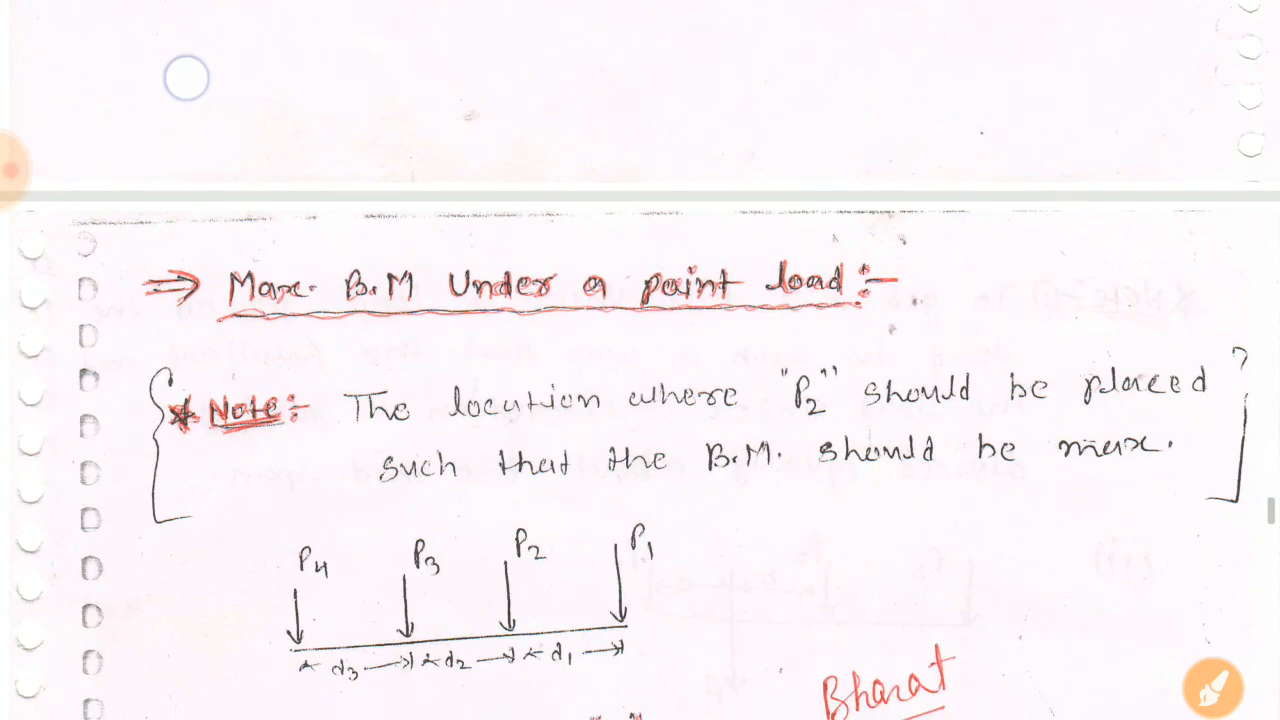 ⇒ Max. B.M Under a point load :-
* Note:- The location where "P₂" should be placed
such that the B.M. should be max.
P₄ P₃ P₂ P₁
d₃ d₂ d₁
Bharat